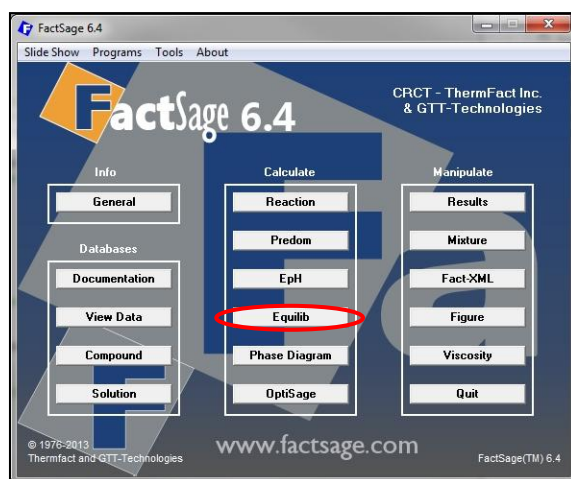 FactSage 6.4
Slide Show Programs Tools About
FactSage 6.4
CRCT - ThermFact Inc.
& GTT-Technologies
Info
General
Databases
Documentation
View Data
Compound
Solution
Calculate
Reaction
Predom
EpH
Equilib
Phase Diagram
OptiSage
Manipulate
Results
Mixture
Fact-XML
Figure
Viscosity
Quit
© 1976-2013
Thermfact and GTT-Technologies
www.factsage.com
FactSage(TM) 6.4